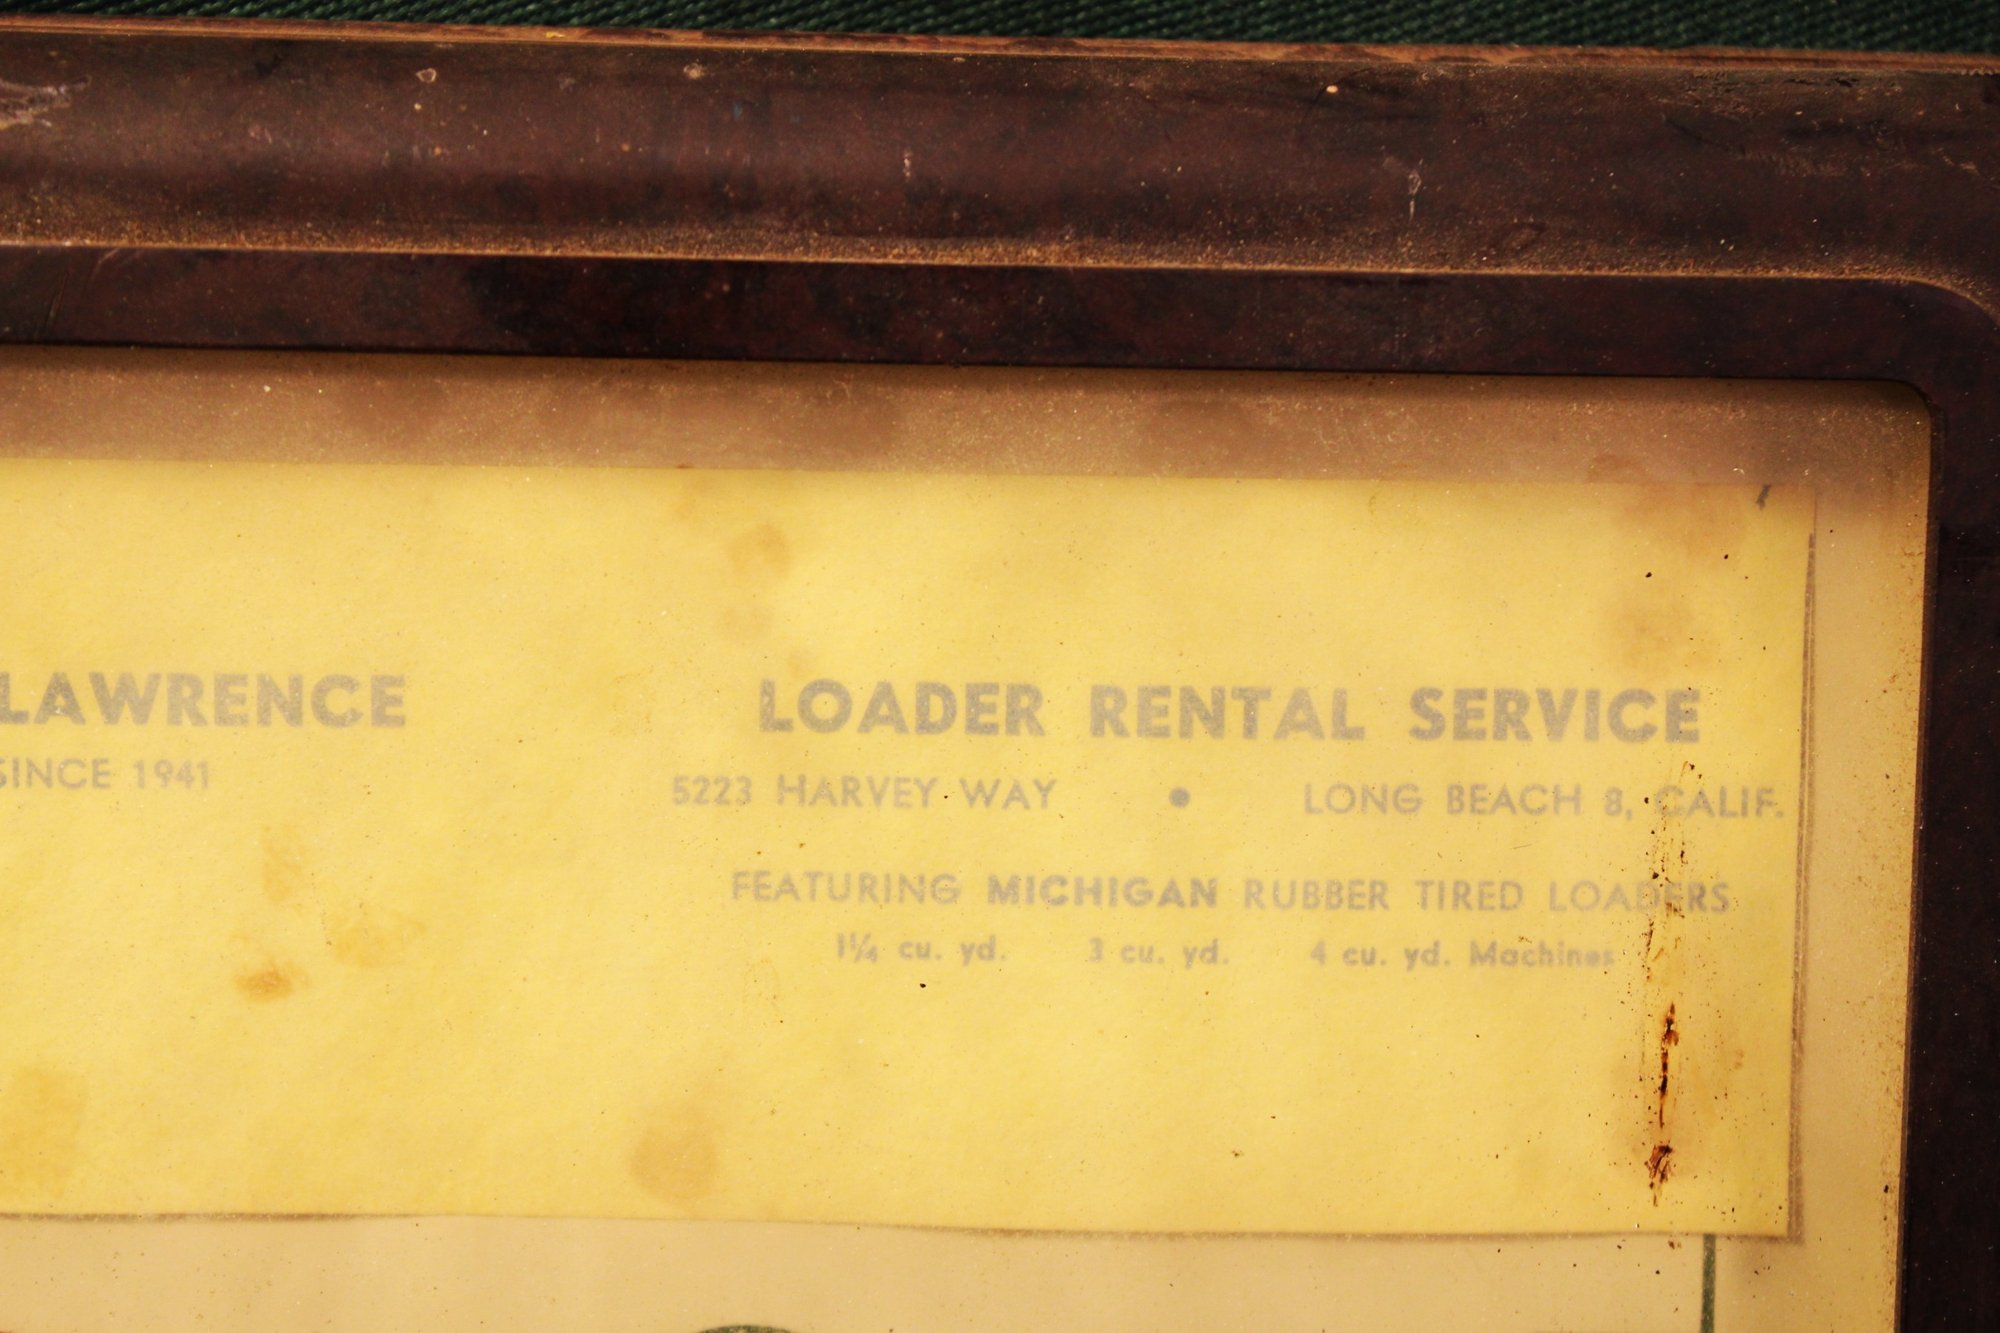 LAWRENCE
SINCE 1941
LOADER RENTAL SERVICE
5223 HARVEY WAY • LONG BEACH 8, CALIF.
FEATURING MICHIGAN RUBBER TIRED LOADERS
1¼ cu. yd. 3 cu. yd. 4 cu. yd. Machines